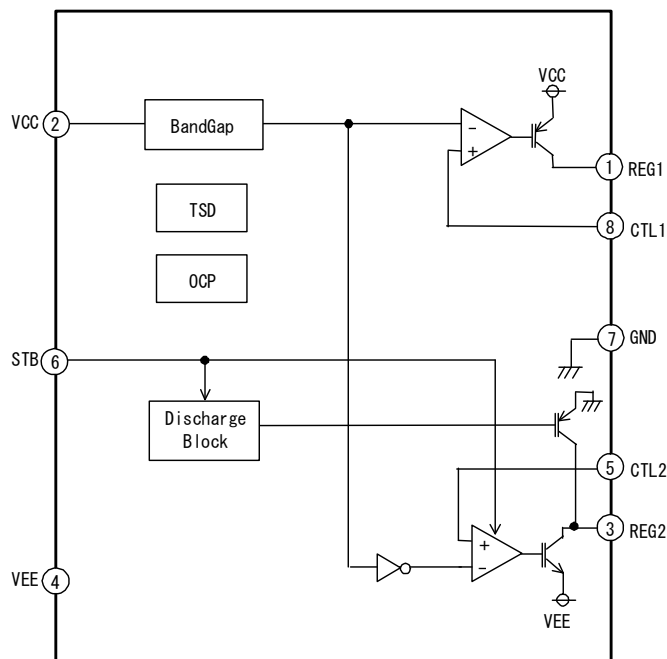 VCC
VCC 2
BandGap
-
+
1 REG1
TSD
8 CTL1
OCP
7 GND
STB 6
Discharge
Block
5 CTL2
3 REG2
+
-
VEE 4
VEE